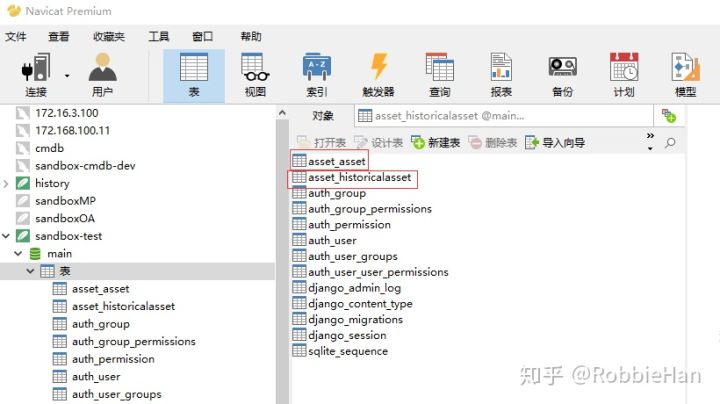 Navicat Premium
文件 查看 收藏夹 工具 窗口 帮助
连接 用户 表 视图 索引 触发器 查询 报表 备份 计划 模型
A-Z
172.16.3.100
172.168.100.11
cmdb
sandbox-cmdb-dev
history
sandboxMP
sandboxOA
sandbox-test
main
表
asset_asset
asset_historicalasset
auth_group
auth_group_permissions
auth_permission
auth_user
auth_user_groups
对象 asset_historicalasset @main...
打开表 设计表 新建表 删除表 导入向导 »
asset_asset
asset_historicalasset
auth_group
auth_group_permissions
auth_permission
auth_user
auth_user_groups
auth_user_user_permissions
django_admin_log
django_content_type
django_migrations
django_session
sqlite_sequence
知乎 @RobbieHan